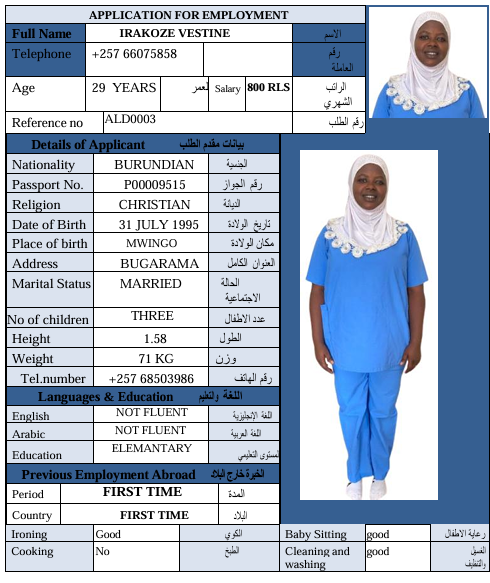 APPLICATION FOR EMPLOYMENT
Full Name IRAKOZE VESTINE الاسم
Telephone +257 66075858 رقم العاملة
Age 29 YEARS العمر Salary 800 RLS الراتب الشهري
Reference no ALD0003 رقم الطلب
Details of Applicant بيانات مقدم الطلب
Nationality BURUNDIAN الجنسية
Passport No. P00009515 رقم الجواز
Religion CHRISTIAN الديانة
Date of Birth 31 JULY 1995 تاريخ الولادة
Place of birth MWINGO مكان الولادة
Address BUGARAMA العنوان الكامل
Marital Status MARRIED الحالة الاجتماعية
No of children THREE عدد الاطفال
Height 1.58 الطول
Weight 71 KG وزن
Tel.number +257 68503986 رقم الهاتف
Languages & Education اللغة والتعليم
English NOT FLUENT اللغة الإنجليزية
Arabic NOT FLUENT اللغة العربية
Education ELEMANTARY المستوى التعليمي
Previous Employment Abroad الخبرة خارج البلاد
Period FIRST TIME المدة
Country FIRST TIME البلاد
Ironing Good الكوي Baby Sitting good رعاية الاطفال
Cooking No الطبخ Cleaning and washing good الغسيل والتنظيف